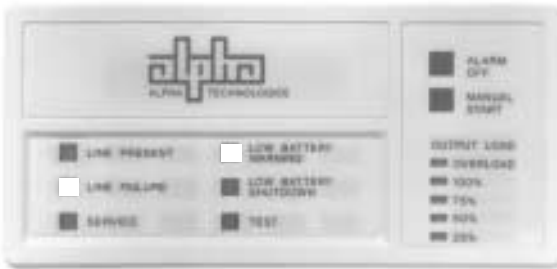 alpha
ALPHA TECHNOLOGIES
LINE PRESENT
LOW BATTERY
WARNING
LINE FAILURE
LOW BATTERY
SHUTDOWN
SERVICE
TEST
ALARM
OFF
MANUAL
START
OUTPUT LOAD
OVERLOAD
100%
75%
50%
25%